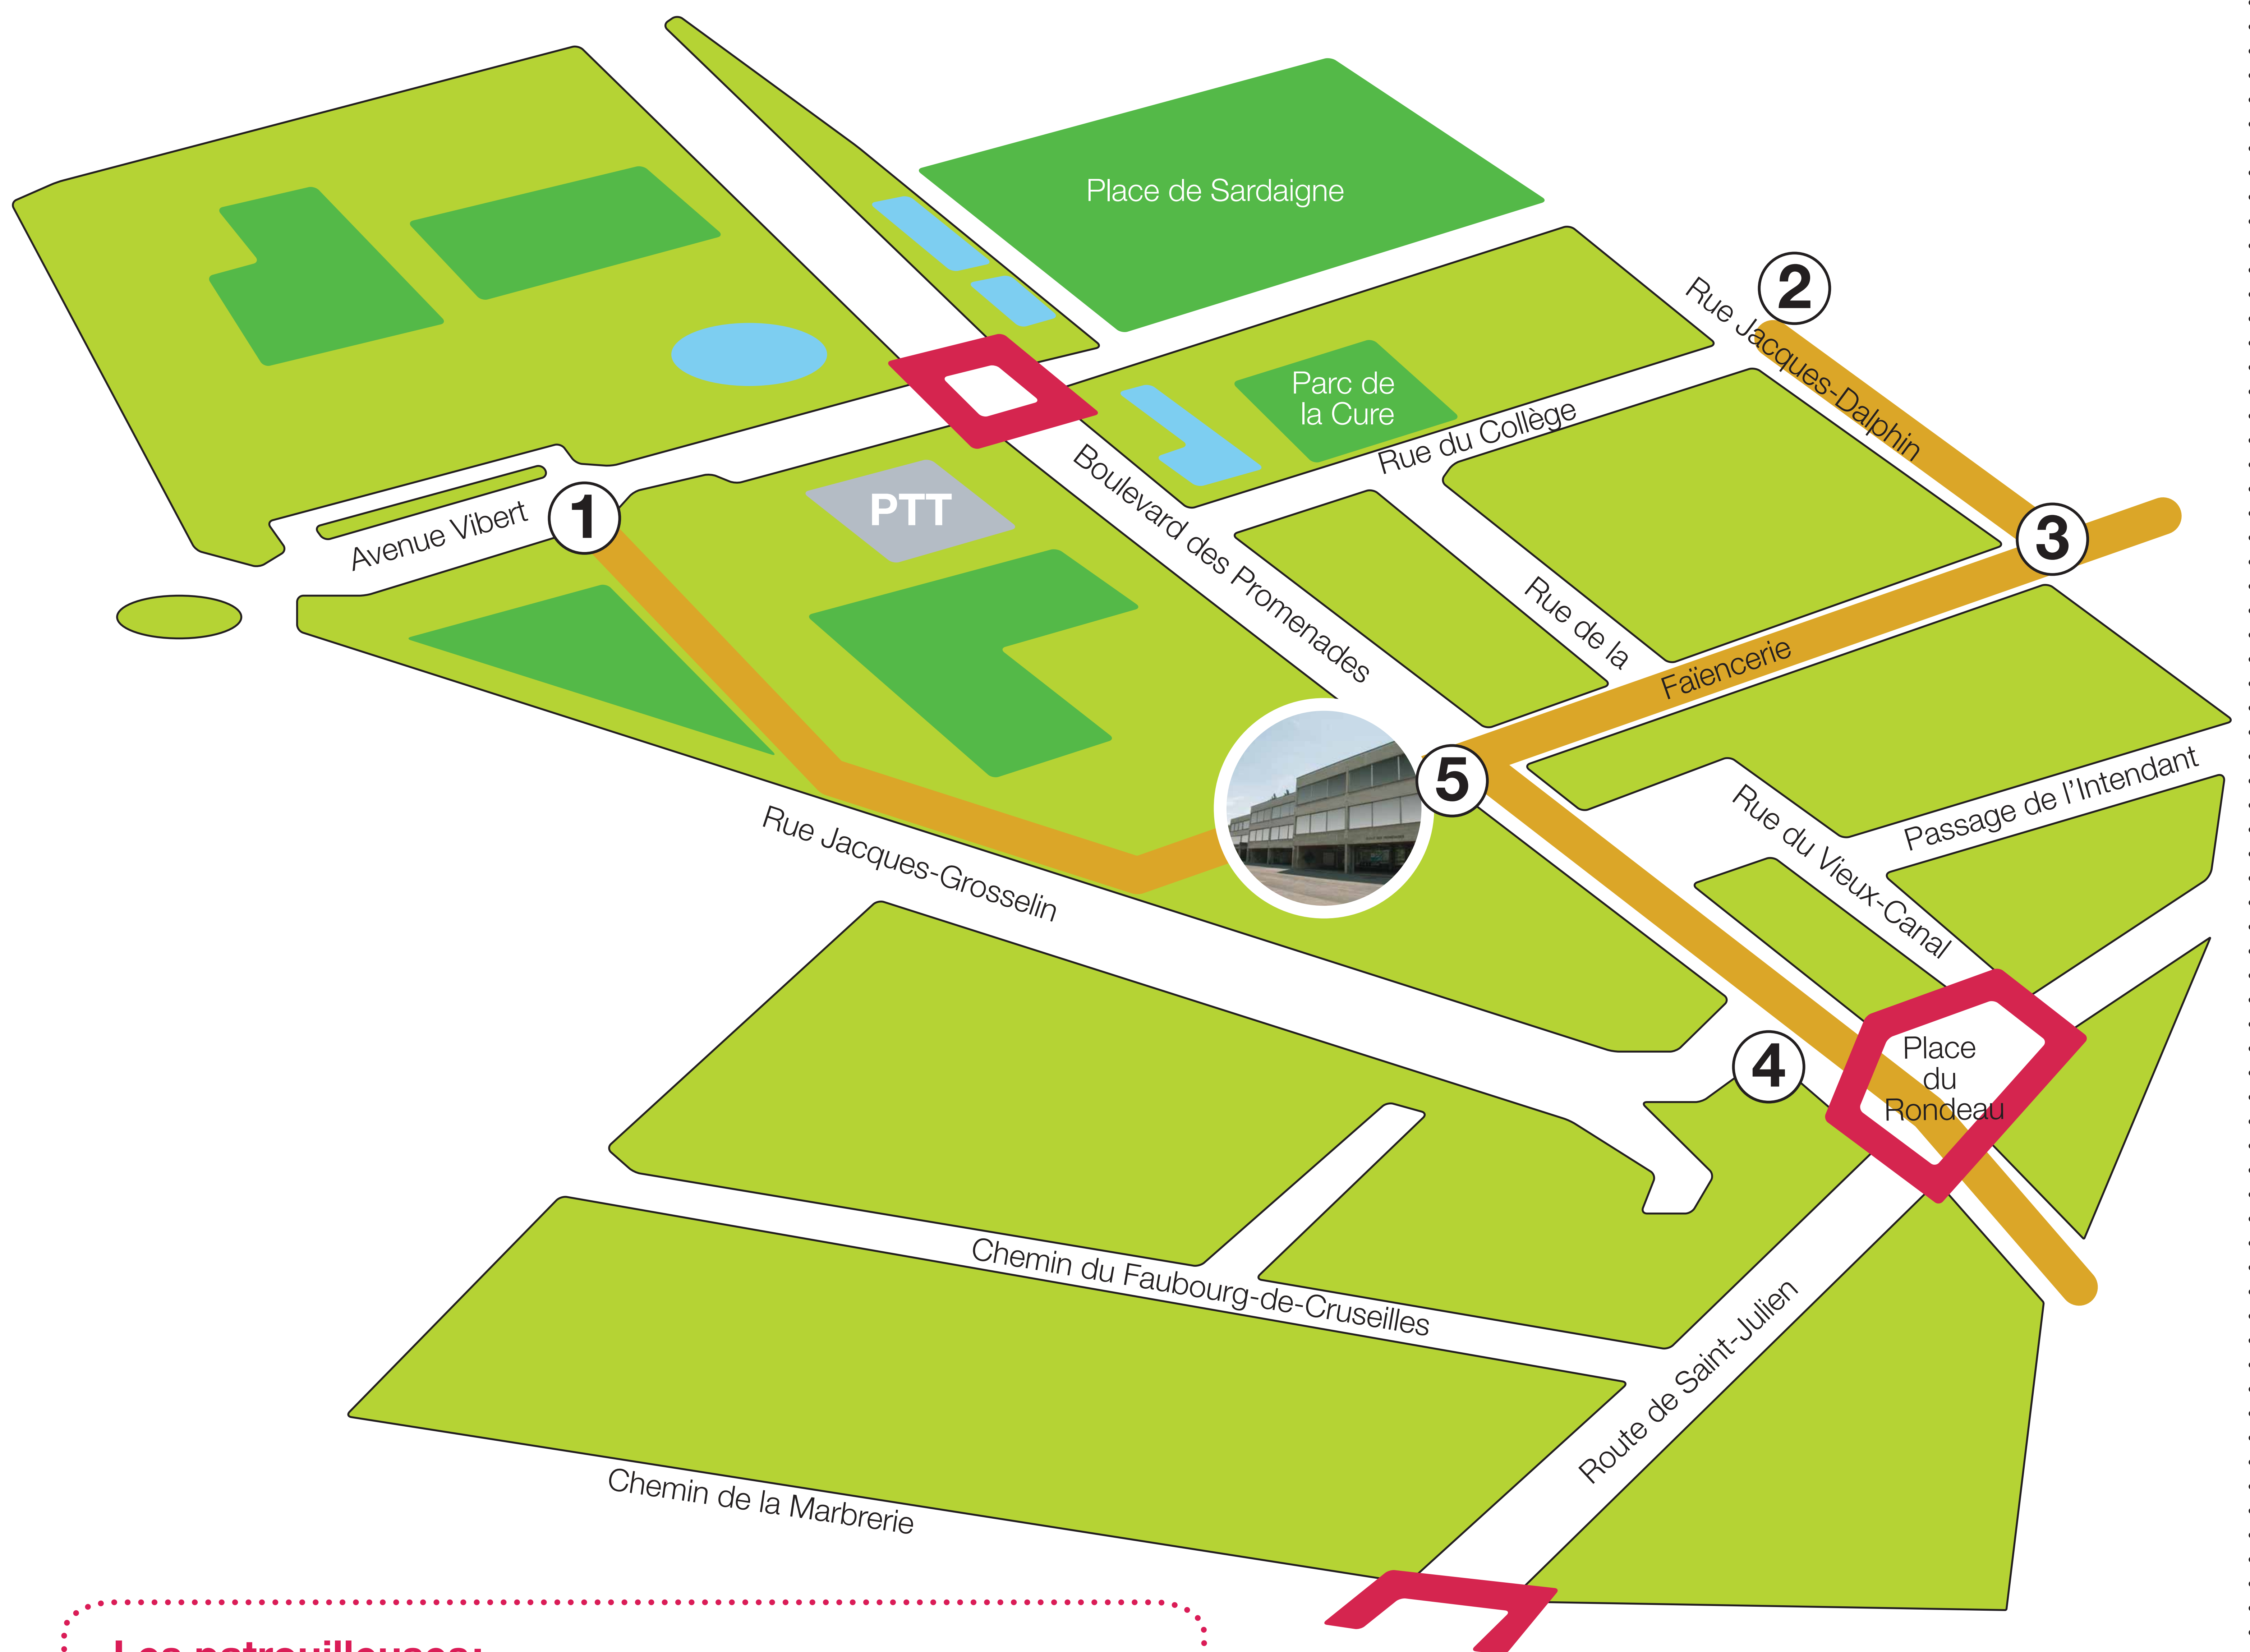 Place de Sardaigne
2
Rue Jacques-Dalphin
Parc de
la Cure
Rue du Collège
PTT
1
Avenue Vibert
Boulevard des Promenades
3
Rue de la
Faïencerie
5
Rue Jacques-Grosselin
Rue du Vieux-Canal
Passage de l'Intendant
4
Place
du
Rondeau
Chemin du Faubourg-de-Cruseilles
Route de Saint-Julien
Chemin de la Marbrerie
Les patrouilleuses: